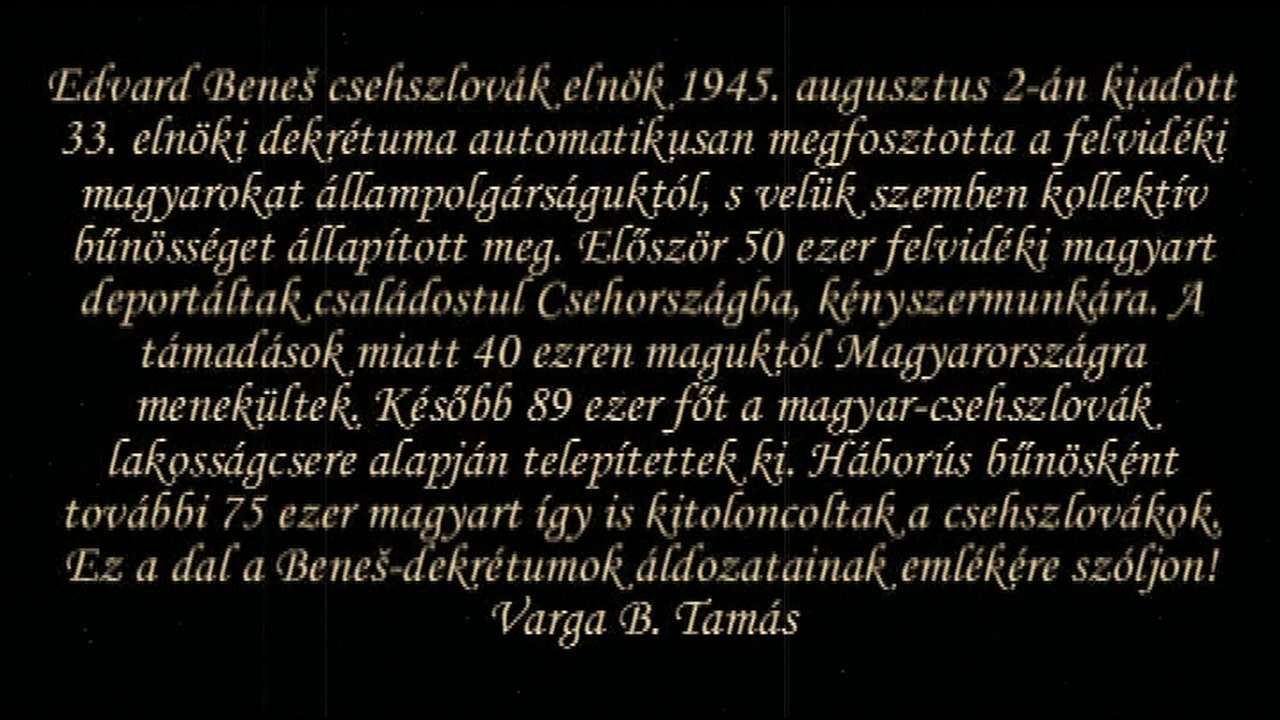 Edvard Beneš csehszlovák elnök 1945. augusztus 2-án kiadott
33. elnöki dekrétuma automatikusan megfosztotta a felvidéki
magyarokat állampolgárságuktól, s velük szemben kollektív
bűnösséget állapított meg. Először 50 ezer felvidéki magyart
deportáltak családostul Csehországba, kényszermunkára. A
támadások miatt 40 ezren maguktól Magyarországra
menekültek. Később 89 ezer főt a magyar-csehszlovák
lakosságcsere alapján telepítettek ki. Háborús bűnösként
további 75 ezer magyart így is kitoloncoltak a csehszlovákok.
Ez a dal a Beneš-dekrétumok áldozatainak emlékére szóljon!
Varga B. Tamás